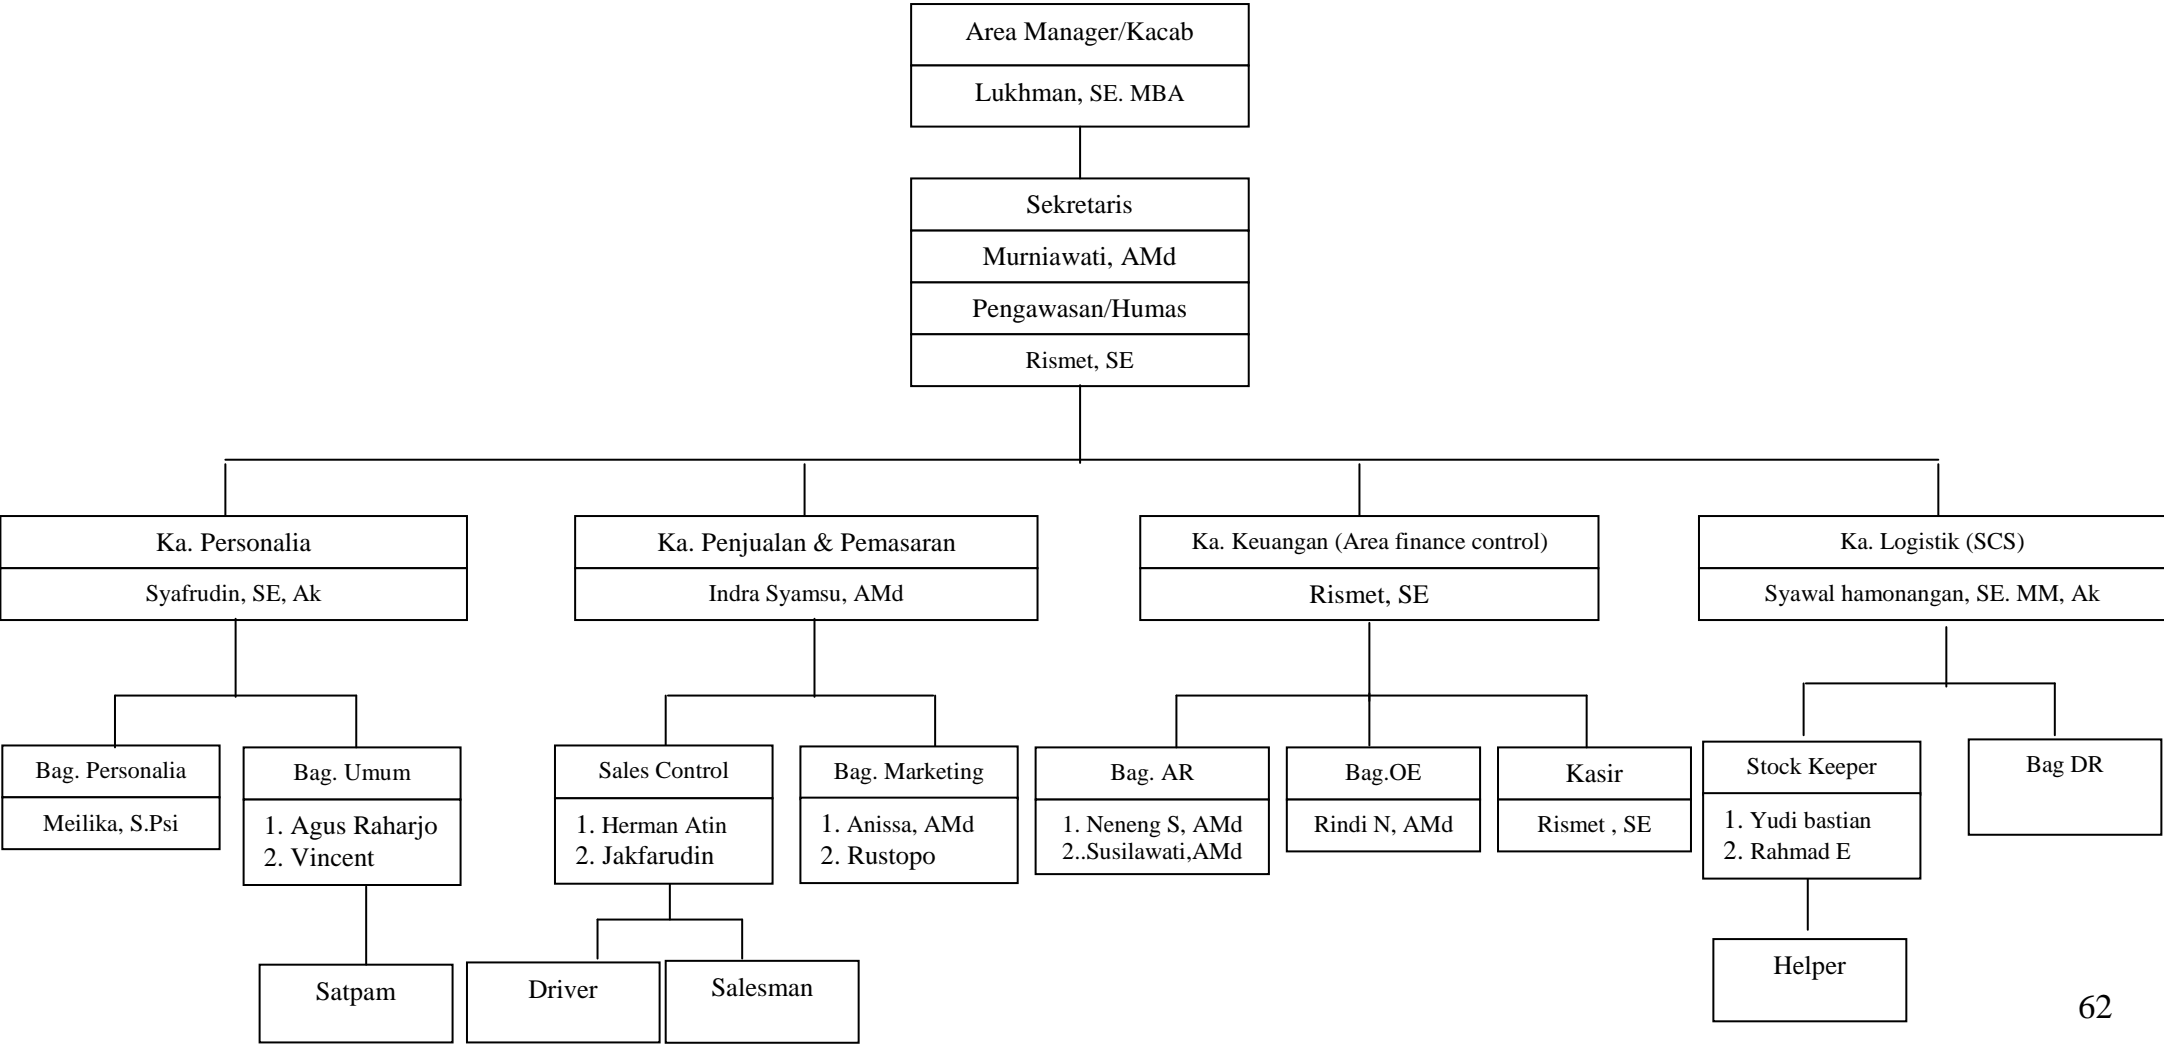 Area Manager/Kacab
Lukhman, SE. MBA
Sekretaris
Murniawati, AMd
Pengawasan/Humas
Rismet, SE
Ka. Personalia
Syafrudin, SE, Ak
Ka. Penjualan & Pemasaran
Indra Syamsu, AMd
Ka. Keuangan (Area finance control)
Rismet, SE
Ka. Logistik (SCS)
Syawal hamonangan, SE. MM, Ak
Bag. Personalia
Meilika, S.Psi
Bag. Umum
1. Agus Raharjo
2. Vincent
Sales Control
1. Herman Atin
2. Jakfarudin
Bag. Marketing
1. Anissa, AMd
2. Rustopo
Bag. AR
1. Neneng S, AMd
2..Susilawati,AMd
Bag.OE
Rindi N, AMd
Kasir
Rismet , SE
Stock Keeper
1. Yudi bastian
2. Rahmad E
Bag DR
Satpam
Driver
Salesman
Helper
62